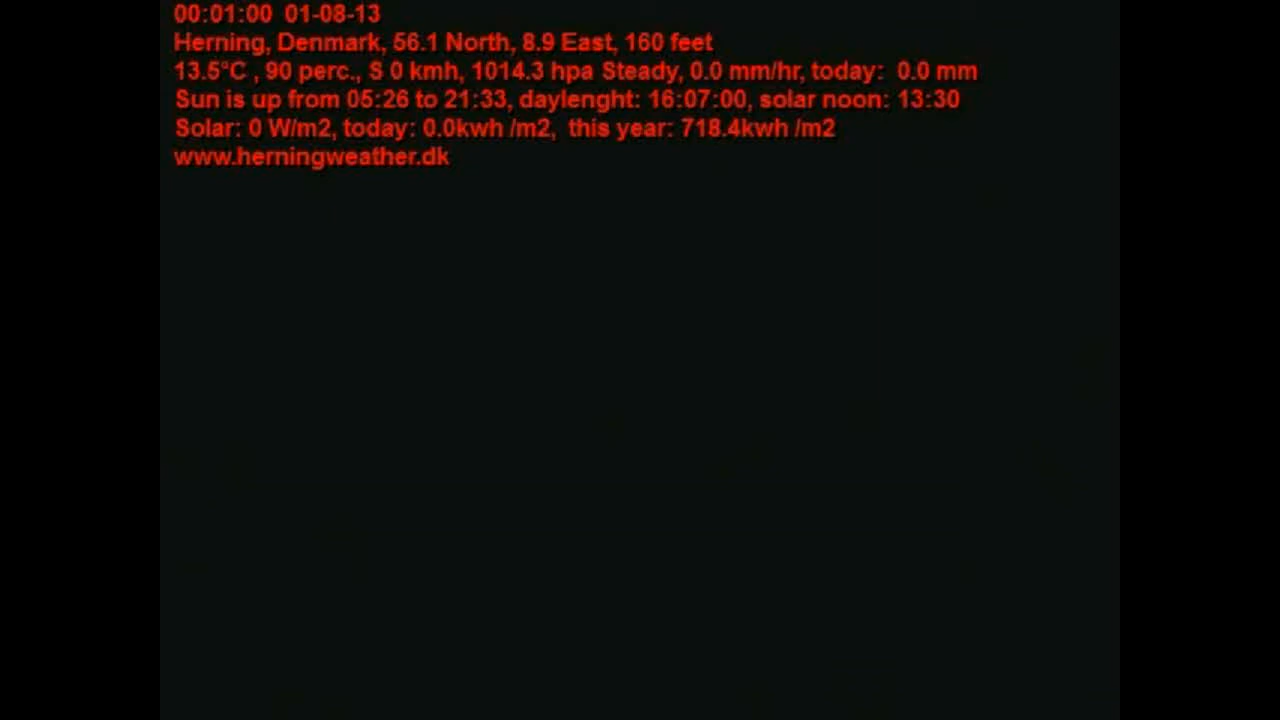 00:01:00 01-08-13
Herning, Denmark, 56.1 North, 8.9 East, 160 feet
13.5°C , 90 perc., S 0 kmh, 1014.3 hpa Steady, 0.0 mm/hr, today: 0.0 mm
Sun is up from 05:26 to 21:33, daylenght: 16:07:00, solar noon: 13:30
Solar: 0 W/m2, today: 0.0kwh /m2, this year: 718.4kwh /m2
www.herningweather.dk